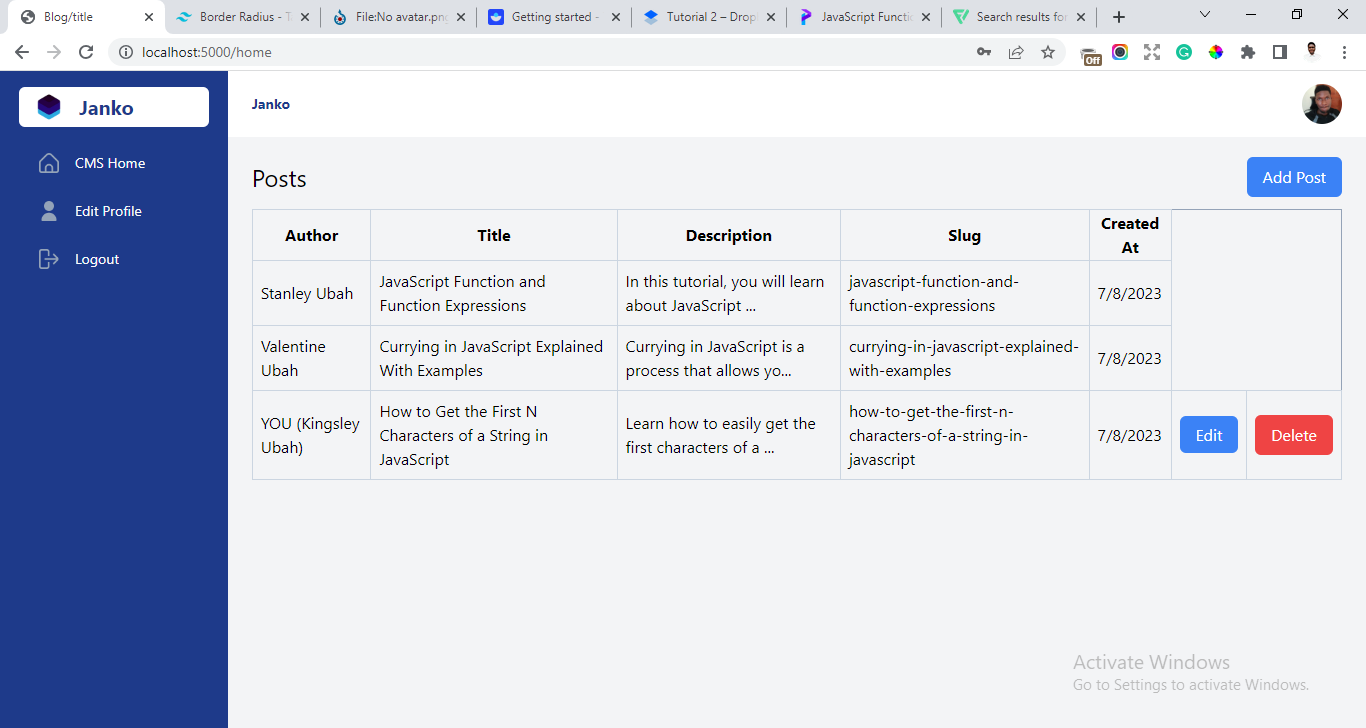 Blog/title
Border Radius - T
File:No avatar.pn
Getting started -
Tutorial 2 – Drop
JavaScript Functi
Search results for
localhost:5000/home
Off
Janko
CMS Home
Edit Profile
Logout
Janko
Posts
Add Post
Author Title Description Slug Created
At
Stanley Ubah JavaScript Function and In this tutorial, you will learn javascript-function-and- 7/8/2023
Function Expressions about JavaScript ... function-expressions
Valentine Currying in JavaScript Explained Currying in JavaScript is a currying-in-javascript-explained- 7/8/2023
Ubah With Examples process that allows yo... with-examples
YOU (Kingsley How to Get the First N Learn how to easily get the how-to-get-the-first-n- 7/8/2023 Edit Delete
Ubah) Characters of a String in first characters of a ... characters-of-a-string-in-
JavaScript javascript
Activate Windows
Go to Settings to activate Windows.